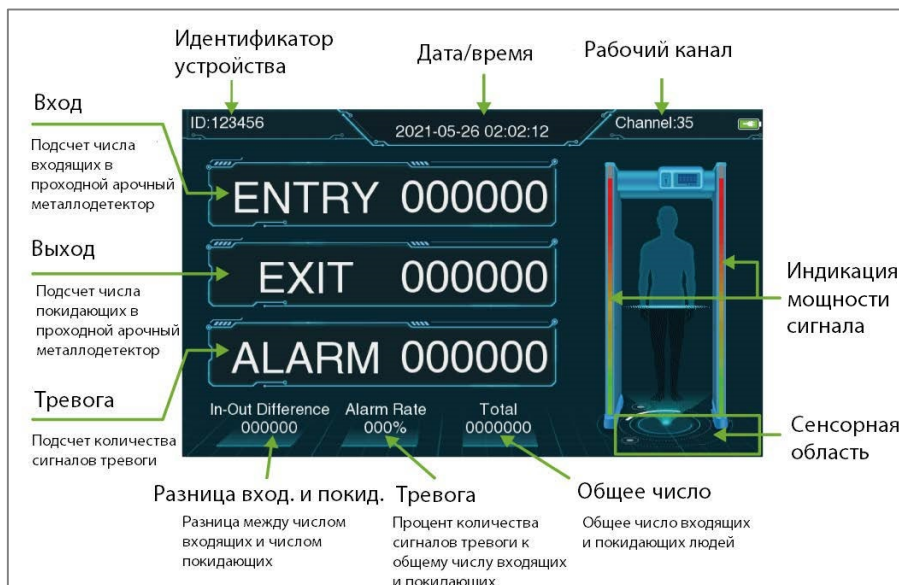 Идентификатор
устройства
Дата/время
Рабочий канал
Вход
Подсчет числа
входящих в
проходной арочный
металлодетектор
Выход
Подсчет числа
покидающих в
проходной арочный
металлодетектор
Тревога
Подсчет количества
сигналов тревоги
ID:123456
2021-05-26 02:02:12
Channel:35
ENTRY 000000
EXIT 000000
ALARM 000000
In-Out Difference
000000
Alarm Rate
000%
Total
0000000
Индикация
мощности
сигнала
Сенсорная
область
Разница вход. и покид.
Разница между числом
входящих и числом
покидающих
Тревога
Процент количества
сигналов тревоги к
общему числу входящих
и покидающих
Общее число
Общее число входящих
и покидающих людей